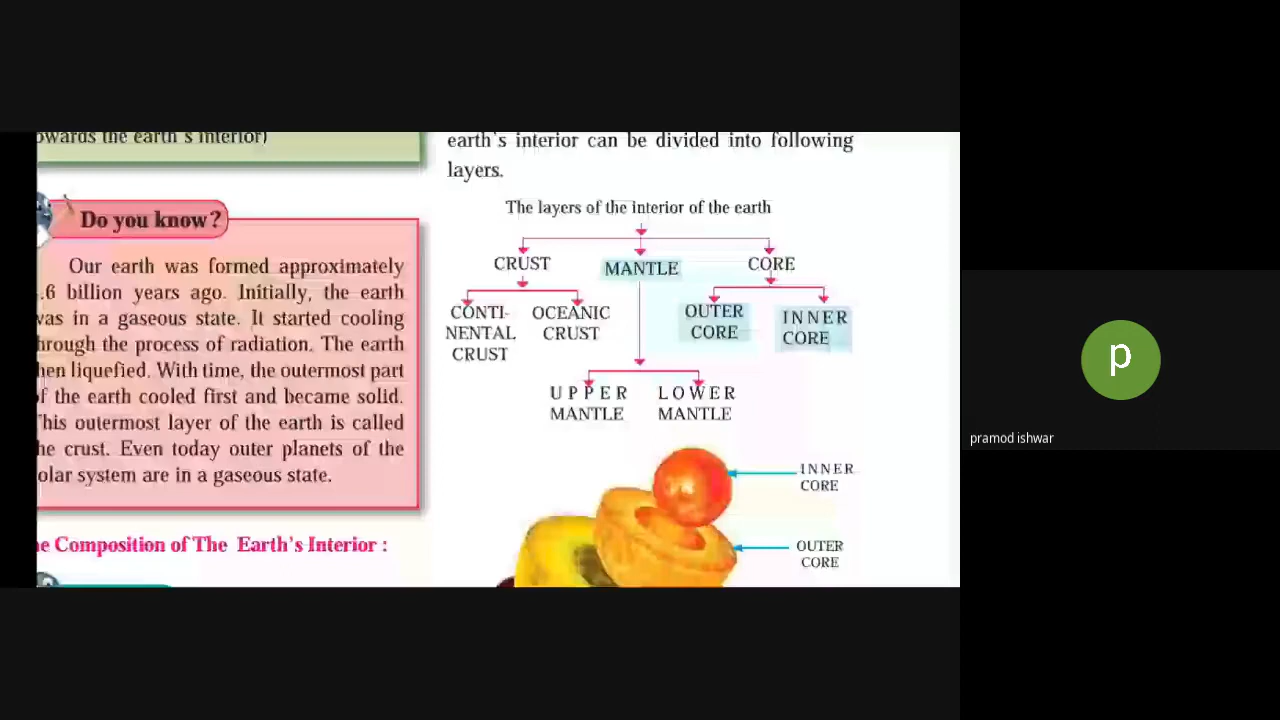 owards the earth's interior)
Do you know?
Our earth was formed approximately
.6 billion years ago. Initially, the earth
was in a gaseous state. It started cooling
through the process of radiation. The earth
hen liquefied. With time, the outermost part
of the earth cooled first and became solid.
This outermost layer of the earth is called
he crust. Even today outer planets of the
olar system are in a gaseous state.
e Composition of The Earth's Interior :
earth's interior can be divided into following
layers.
The layers of the interior of the earth
CRUST
MANTLE
CORE
CONTI-
NENTAL
CRUST
OCEANIC
CRUST
OUTER
CORE
INNER
CORE
UPPER
MANTLE
LOWER
MANTLE
INNER
CORE
OUTER
CORE
p
pramod ishwar